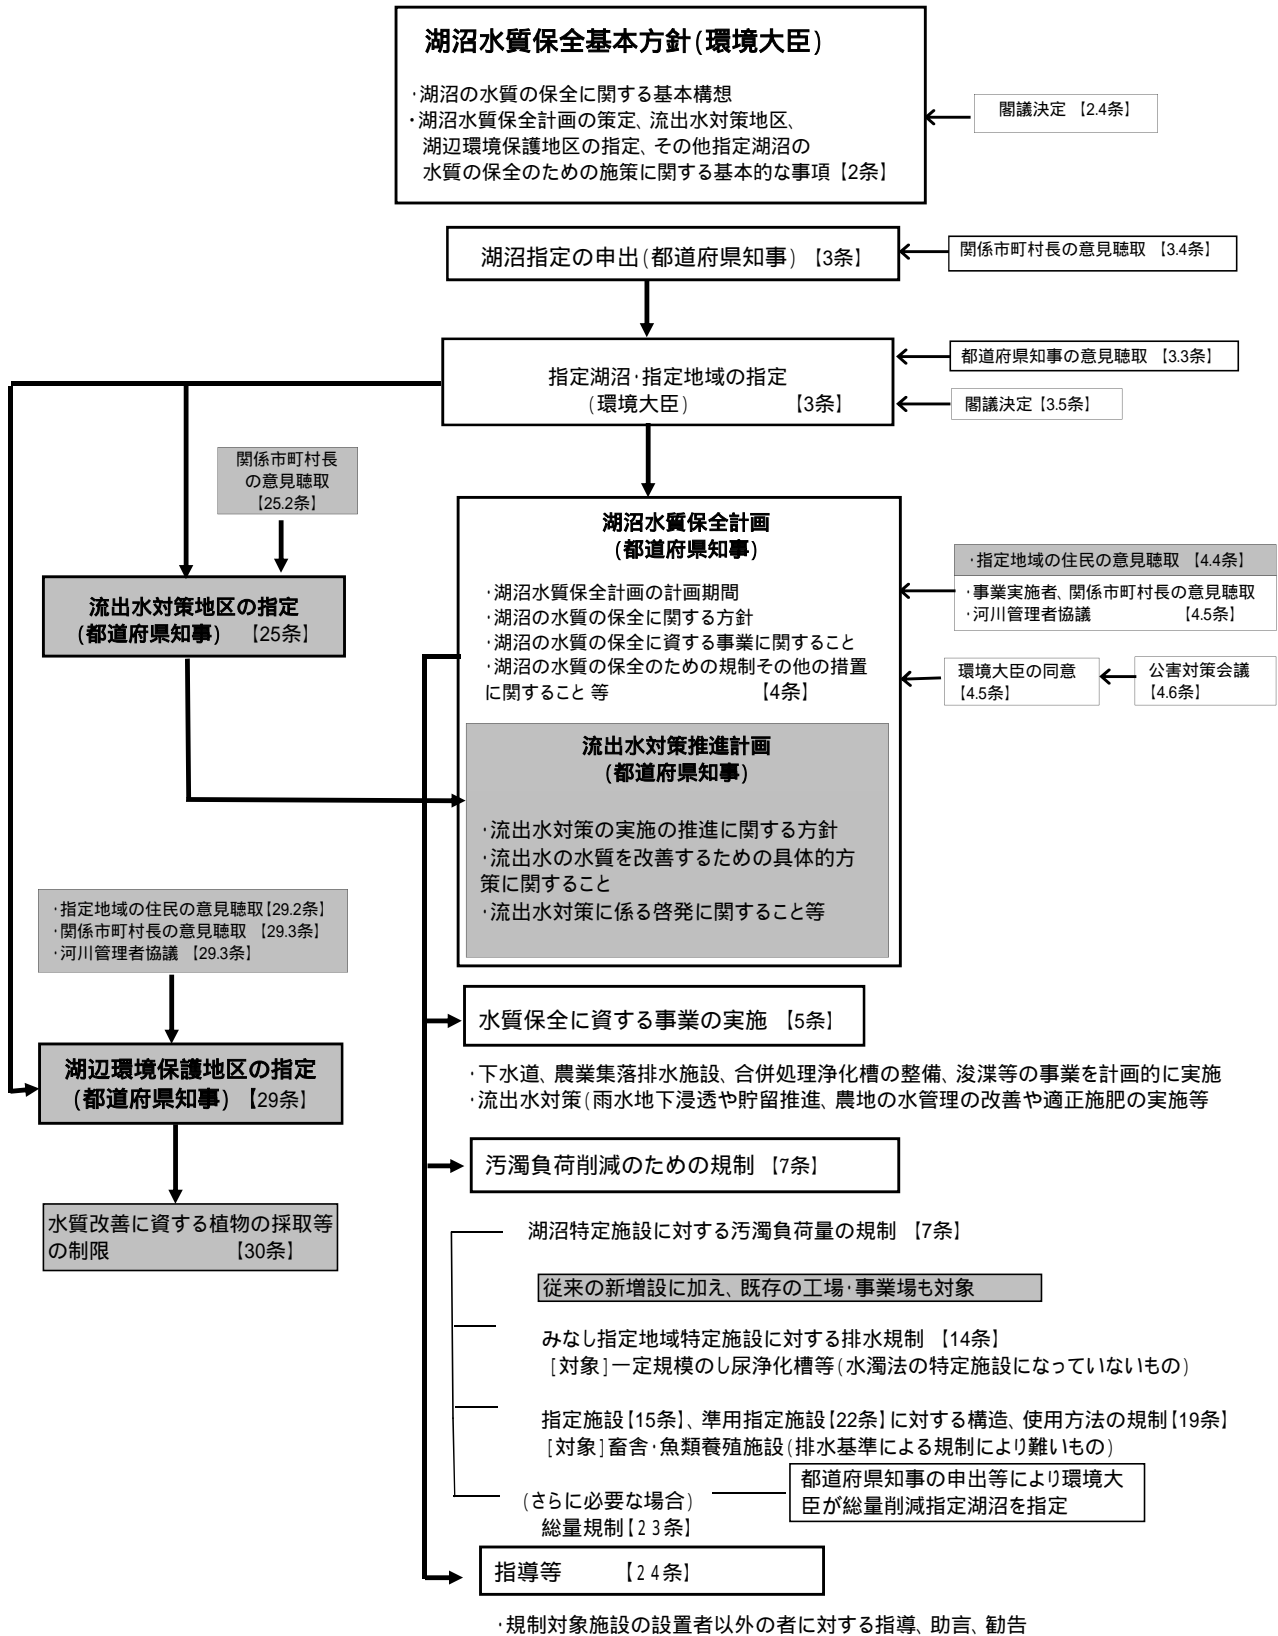 湖沼水質保全基本方針(環境大臣)
・湖沼の水質の保全に関する基本構想
・湖沼水質保全計画の策定、流出水対策地区、
湖辺環境保護地区の指定、その他指定湖沼の
水質の保全のための施策に関する基本的な事項【2条】
閣議決定 【2.4条】
湖沼指定の申出(都道府県知事) 【3条】
関係市町村長の意見聴取 【3.4条】
指定湖沼・指定地域の指定
(環境大臣) 【3条】
都道府県知事の意見聴取 【3.3条】
閣議決定【3.5条】
関係市町村長
の意見聴取
【25.2条】
流出水対策地区の指定
(都道府県知事) 【25条】
湖沼水質保全計画
(都道府県知事)
・湖沼水質保全計画の計画期間
・湖沼の水質の保全に関する方針
・湖沼の水質の保全に資する事業に関すること
・湖沼の水質の保全のための規制その他の措置
に関すること 等 【4条】
・指定地域の住民の意見聴取 【4.4条】
・事業実施者、関係市町村長の意見聴取
・河川管理者協議 【4.5条】
環境大臣の同意
【4.5条】
公害対策会議
【4.6条】
流出水対策推進計画
(都道府県知事)
・流出水対策の実施の推進に関する方針
・流出水の水質を改善するための具体的方
策に関すること
・流出水対策に係る啓発に関すること等
・指定地域の住民の意見聴取【29.2条】
・関係市町村長の意見聴取 【29.3条】
・河川管理者協議 【29.3条】
湖辺環境保護地区の指定
(都道府県知事) 【29条】
水質改善に資する植物の採取等
の制限 【30条】
水質保全に資する事業の実施 【5条】
・下水道、農業集落排水施設、合併処理浄化槽の整備、浚渫等の事業を計画的に実施
・流出水対策(雨水地下浸透や貯留推進、農地の水管理の改善や適正施肥の実施等
汚濁負荷削減のための規制 【7条】
湖沼特定施設に対する汚濁負荷量の規制 【7条】
従来の新増設に加え、既存の工場・事業場も対象
みなし指定地域特定施設に対する排水規制 【14条】
[対象]一定規模のし尿浄化槽等(水濁法の特定施設になっていないもの)
指定施設【15条】、準用指定施設【22条】に対する構造、使用方法の規制【19条】
[対象]畜舎・魚類養殖施設(排水基準による規制により難いもの)
(さらに必要な場合)
総量規制【23条】
都道府県知事の申出等により環境大
臣が総量削減指定湖沼を指定
指導等 【24条】
・規制対象施設の設置者以外の者に対する指導、助言、勧告